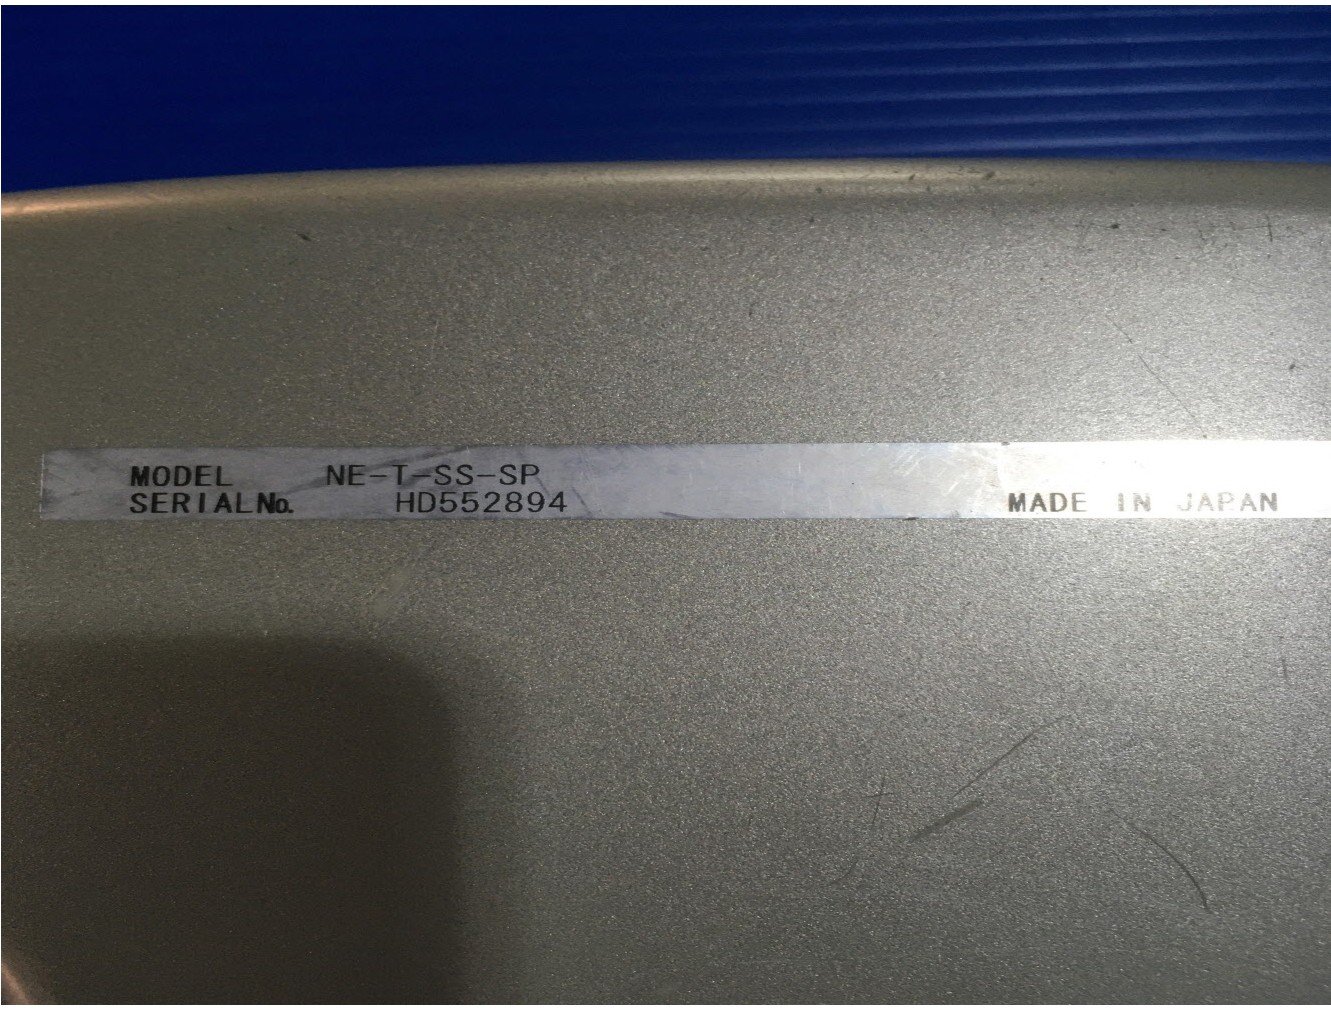 MODEL NE-T-SS-SP
SERIAL No. HD552894
MADE IN JAPAN